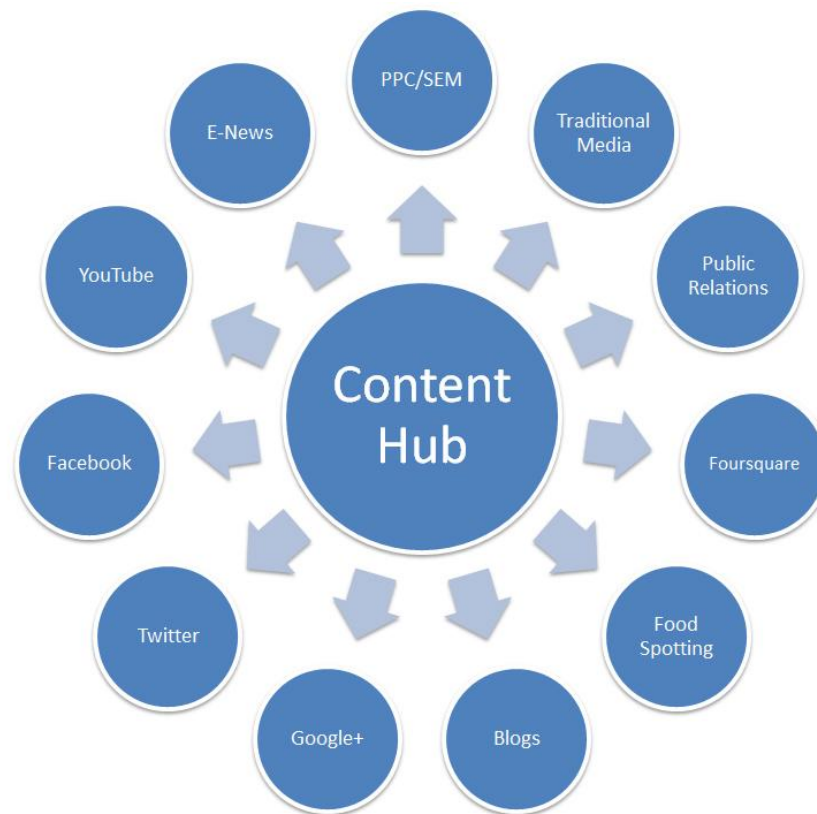 PPC/SEM
Traditional
Media
Public
Relations
Foursquare
Food
Spotting
Blogs
Google+
Twitter
Facebook
YouTube
E-News
Content
Hub